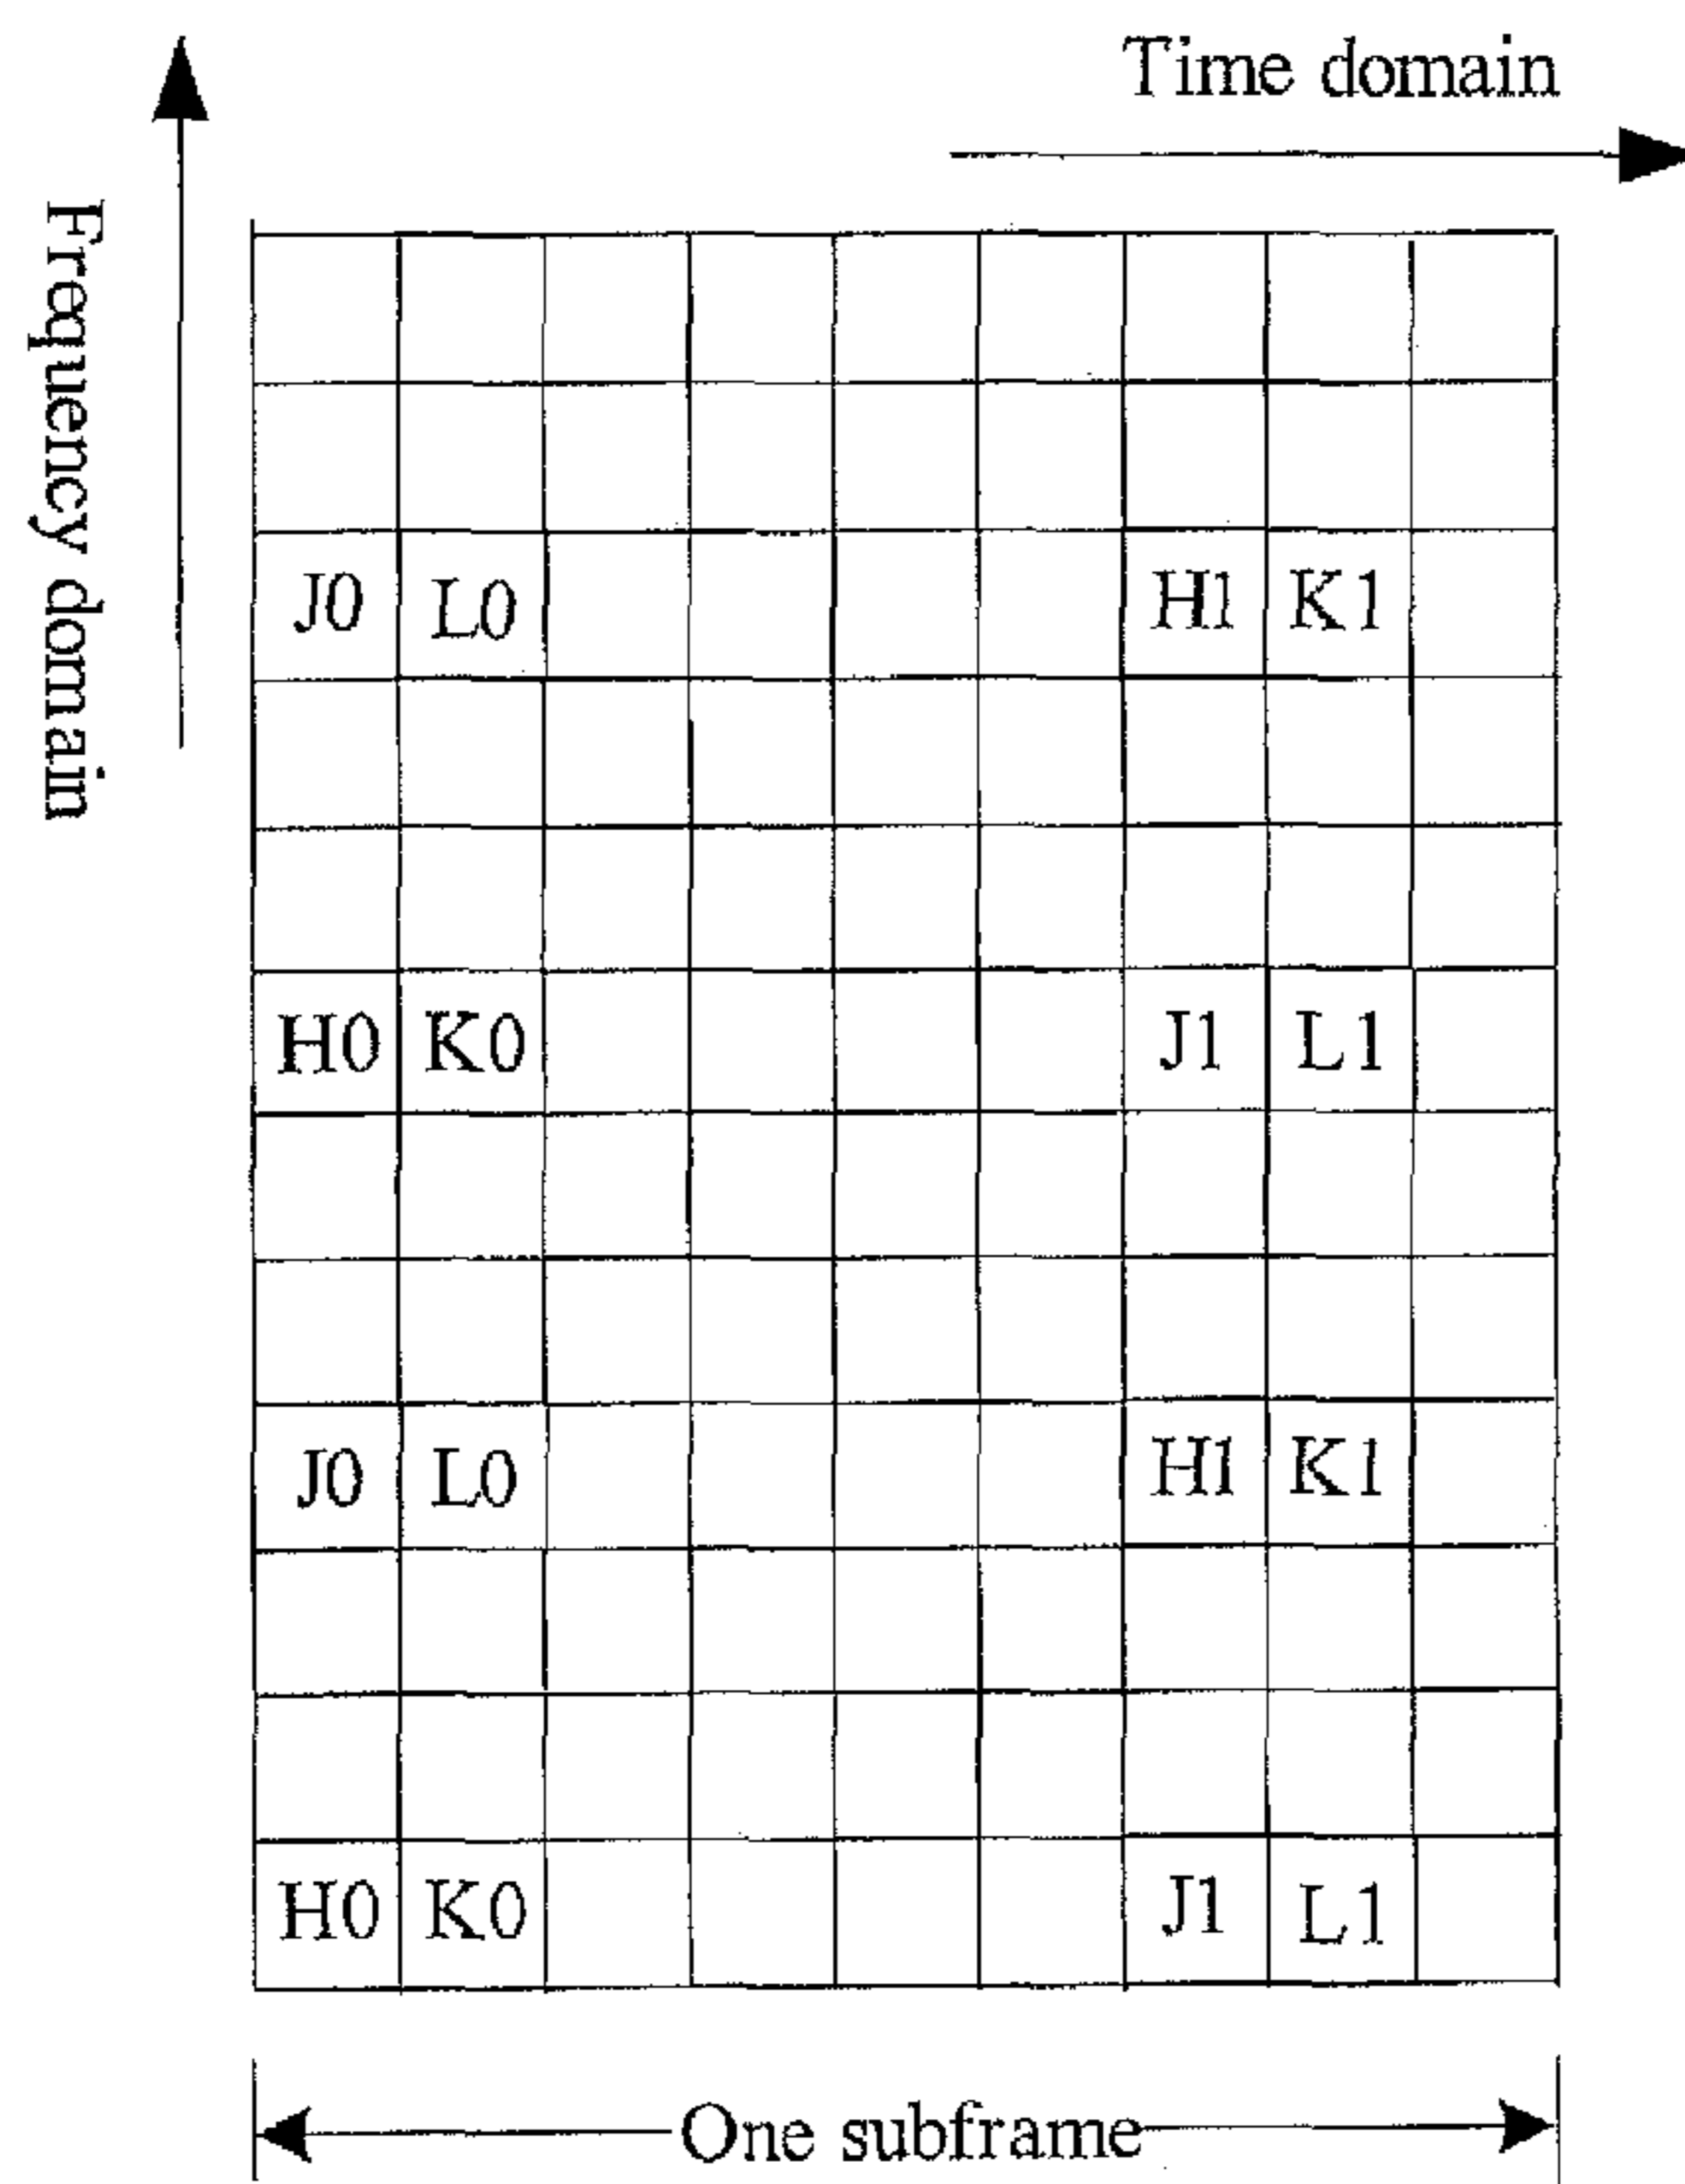 Time domain
Frequency domain
J0 L0 H1 K1
H0 K0 J1 L1
J0 L0 H1 K1
H0 K0 J1 L1
One subframe